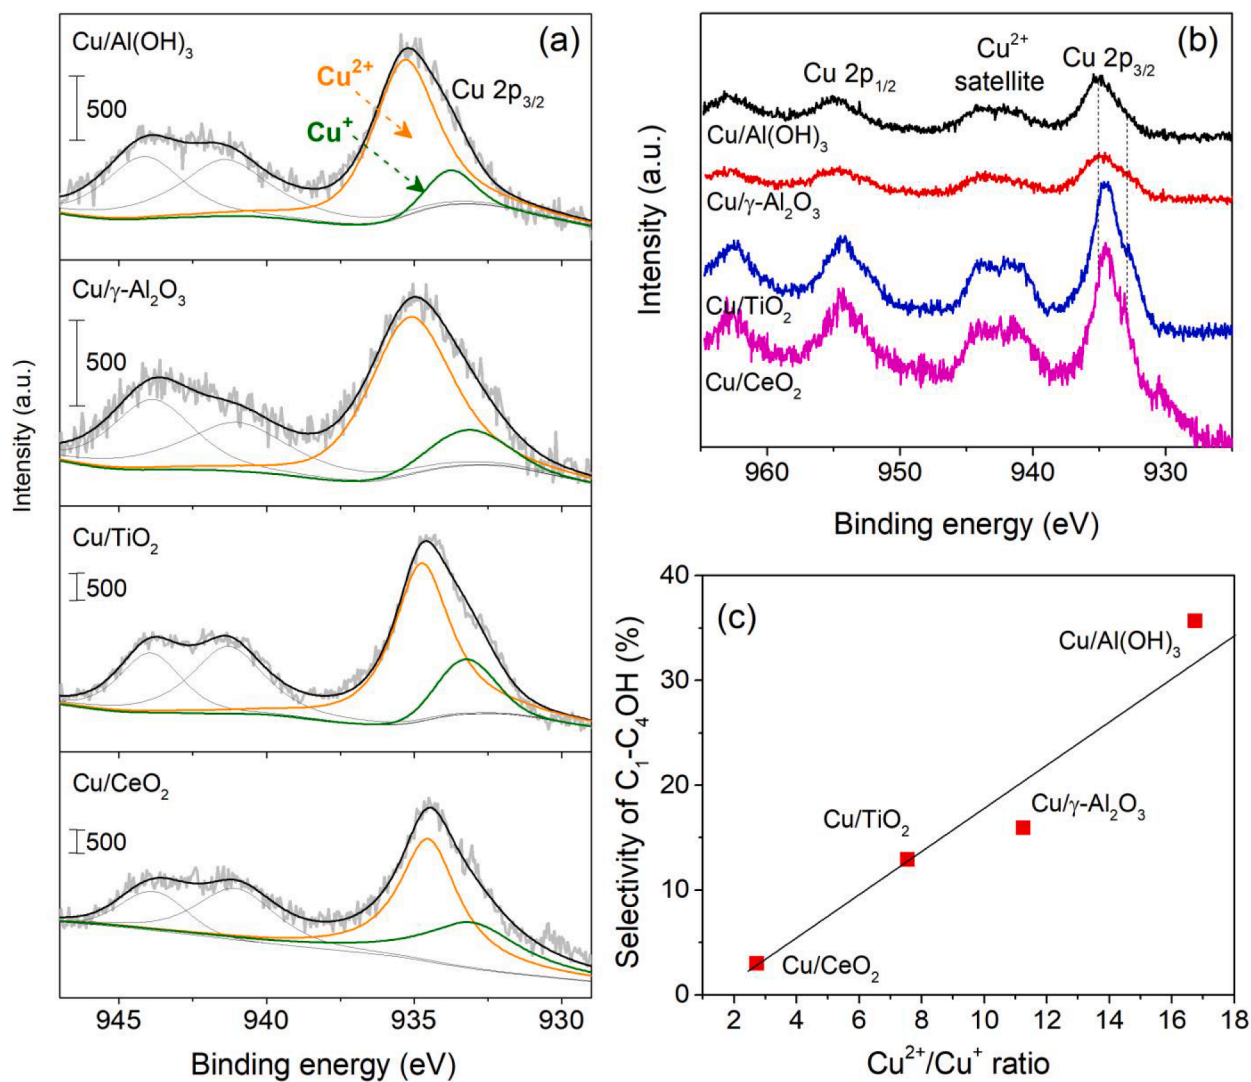 (a)
Cu/Al(OH)₃
500
Cu²⁺
Cu⁺
Cu 2p₃/₂
Cu/γ-Al₂O₃
500
Cu/TiO₂
500
Cu/CeO₂
500
Intensity (a.u.)
945 940 935 930
Binding energy (eV)
(b)
Cu 2p₁/₂
Cu²⁺
satellite
Cu 2p₃/₂
Cu/Al(OH)₃
Cu/γ-Al₂O₃
Cu/TiO₂
Cu/CeO₂
Intensity (a.u.)
960 950 940 930
Binding energy (eV)
(c)
40
30
20
10
0
Cu/Al(OH)₃
Cu/γ-Al₂O₃
Cu/TiO₂
Cu/CeO₂
Selectivity of C₁-C₄OH (%)
2 4 6 8 10 12 14 16 18
Cu²⁺/Cu⁺ ratio